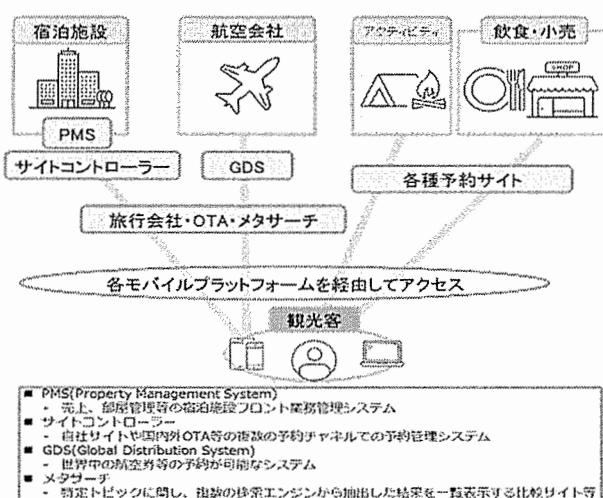 宿泊施設
航空会社
アクティビティ
飲食・小売
SHOP
PMS
サイトコントローラー
GDS
各種予約サイト
旅行会社・OTA・メタサーチ
各モバイルプラットフォームを経由してアクセス
観光客
■ PMS(Property Management System)
- 売上、部屋管理等の宿泊施設フロント業務管理システム
■ サイトコントローラー
- 自社サイトや国内外OTA等の複数の予約チャネルでの予約管理システム
■ GDS(Global Distribution System)
- 世界中の航空券等の予約が可能なシステム
■ メタサーチ
- 特定トピックに関し、複数の検索エンジンから抽出した結果を一覧表示する比較サイト等